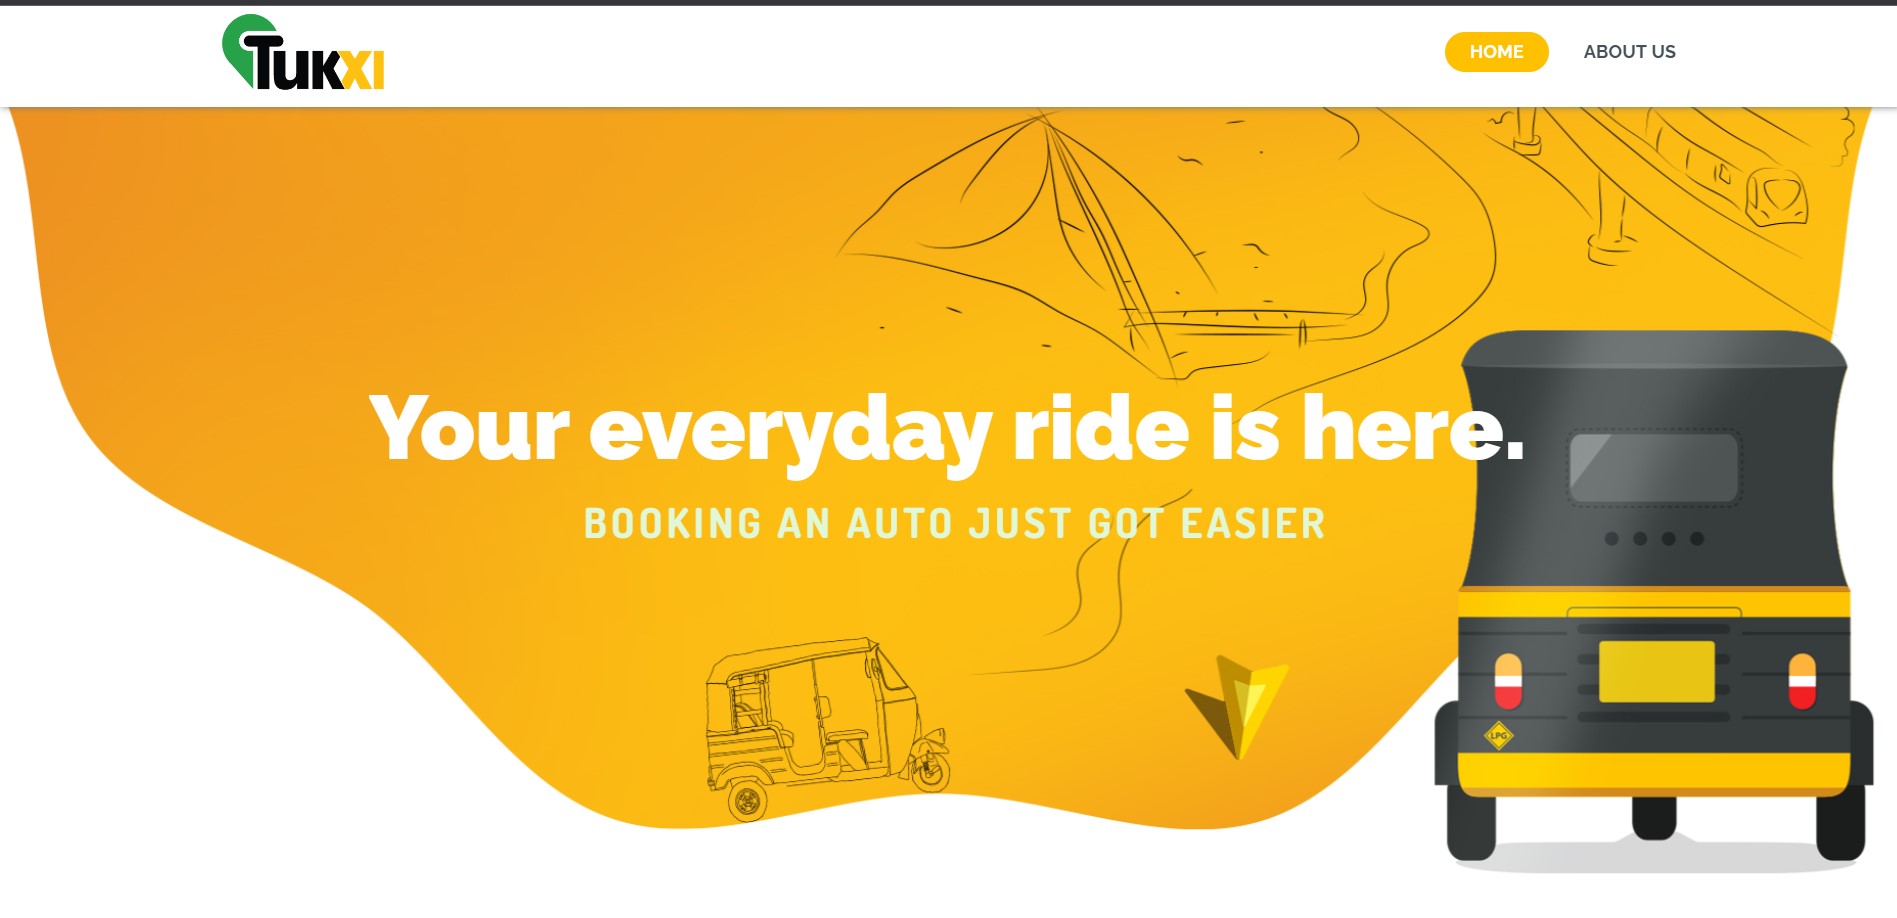 TUKXI
HOME
ABOUT US
Your everyday ride is here.
BOOKING AN AUTO JUST GOT EASIER
LPG